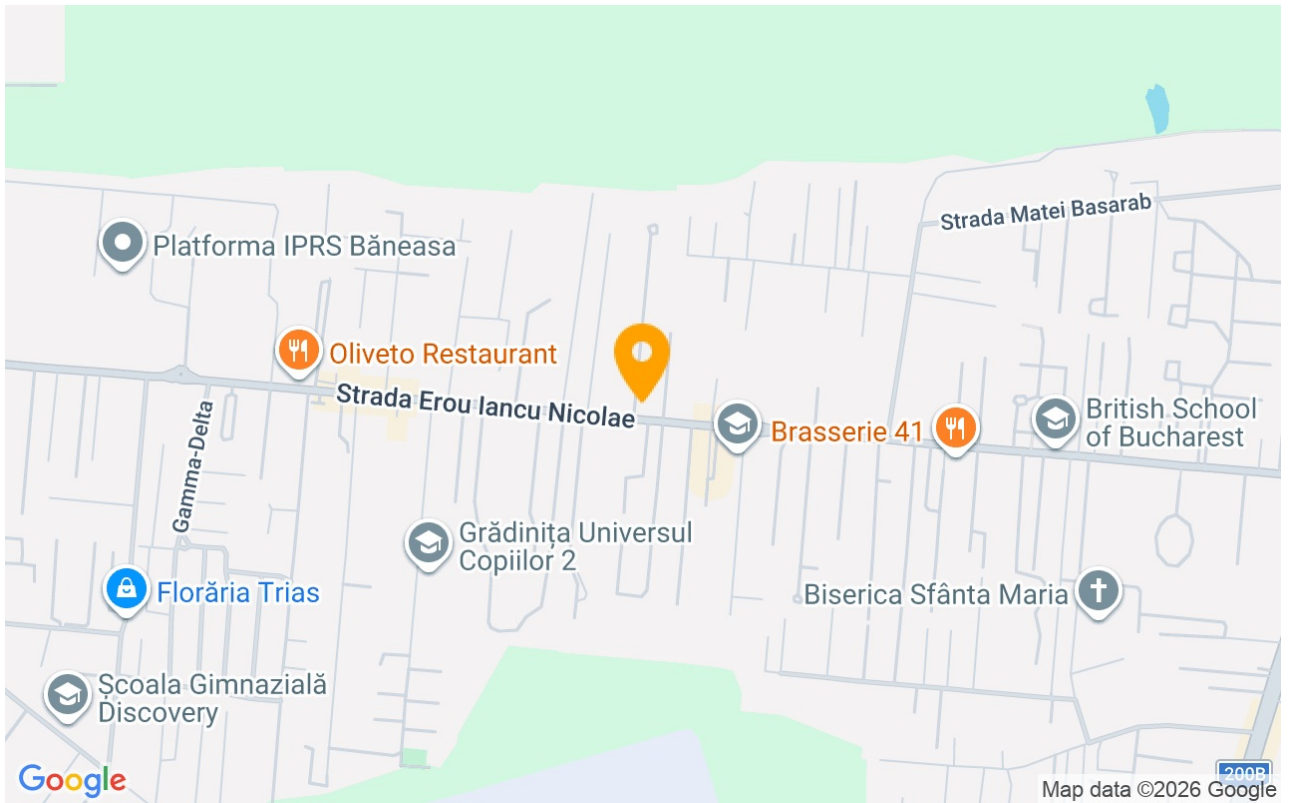 Strada Matei Basarab
Platforma IPRS Băneasa
Oliveto Restaurant
Strada Erou Iancu Nicolae
Brasserie 41
British School
of Bucharest
Gamma-Delta
Grădinița Universul
Copiilor 2
Florăria Trias
Biserica Sfânta Maria
Școala Gimnazială
Discovery
Google
200B
Map data ©2026 Google